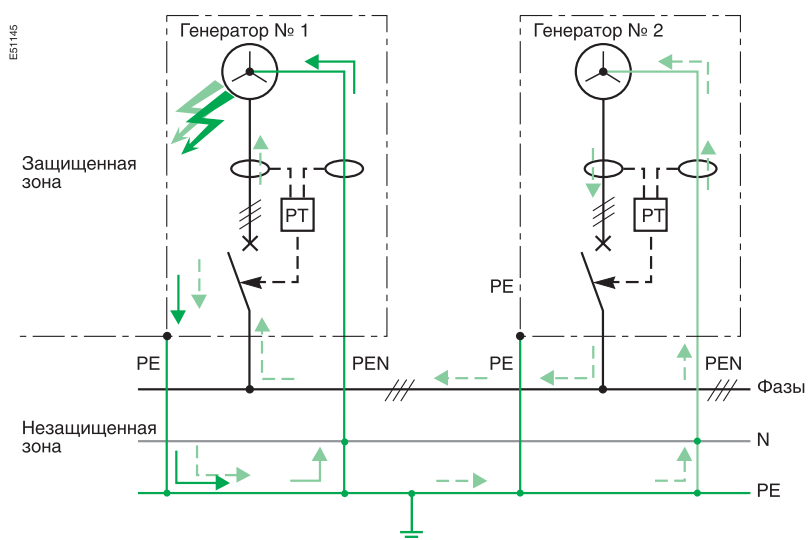 E51145
Генератор № 1
Генератор № 2
Защищенная
зона
РТ
РТ
PE
PE
PEN
PE
PEN
Фазы
Незащищенная
зона
N
PE